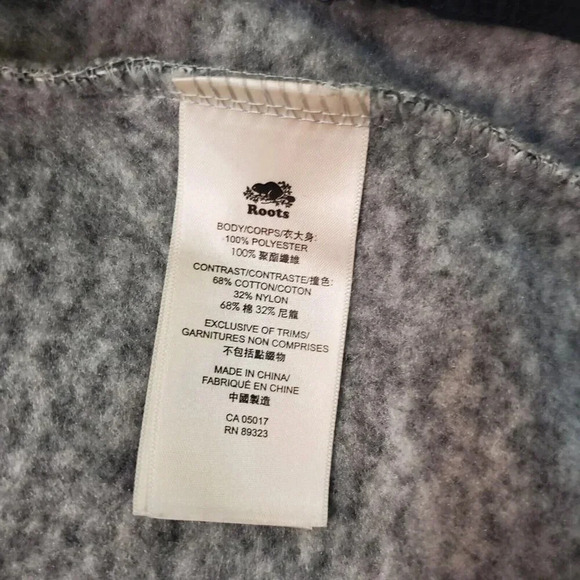 Roots
BODY/CORPS/衣大身:
100% POLYESTER
100% 聚酯纖維
CONTRAST/CONTRASTE/撞色:
68% COTTON/COTON
32% NYLON
68% 棉 32% 尼龍
EXCLUSIVE OF TRIMS/
GARNITURES NON COMPRISES
不包括點綴物
MADE IN CHINA/
FABRIQUÉ EN CHINE
中國製造
CA 05017
RN 89323